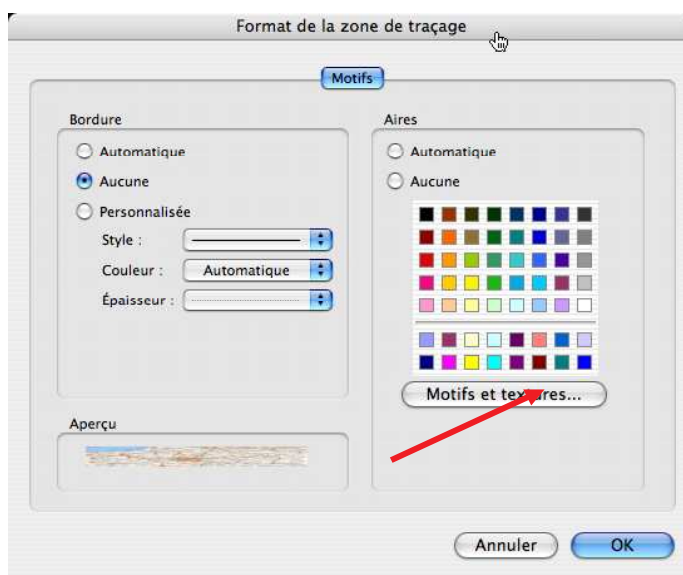 Format de la zone de traçage
Motifs
Bordure
Automatique
Aucune
Personnalisée
Style :
Couleur : Automatique
Épaisseur :
Aperçu
Aires
Automatique
Aucune
Motifs et textures...
Annuler OK